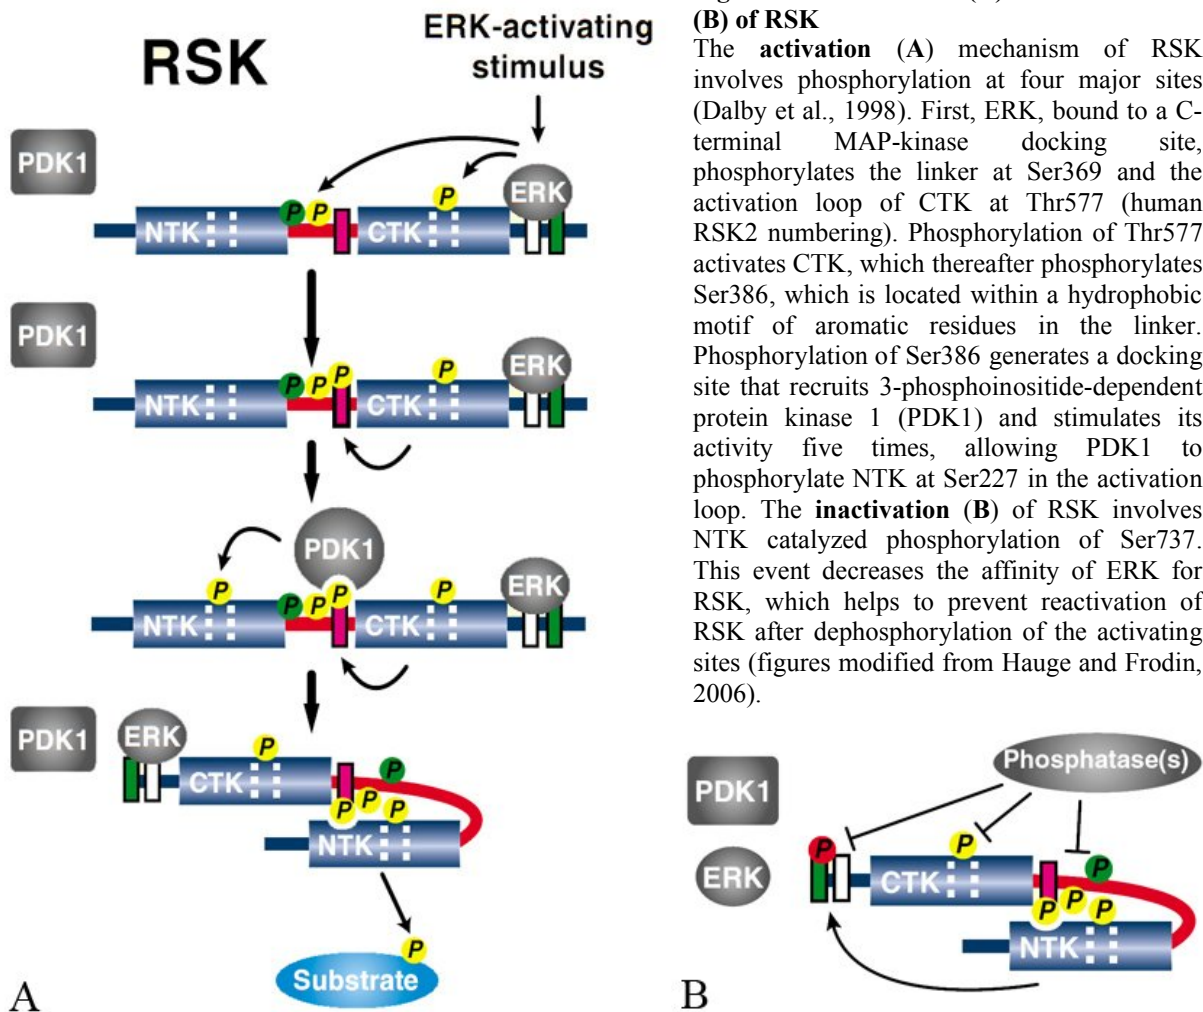 RSK
ERK-activating
stimulus
PDK1
ERK
P
P
P
NTK
CTK
PDK1
ERK
P
P
P
P
NTK
CTK
PDK1
ERK
P
P
P
P
P
NTK
CTK
PDK1
ERK
P
P
CTK
P
P
P
NTK
P
Substrate
A
(B) of RSK
The activation (A) mechanism of RSK
involves phosphorylation at four major sites
(Dalby et al., 1998). First, ERK, bound to a C-
terminal MAP-kinase docking site,
phosphorylates the linker at Ser369 and the
activation loop of CTK at Thr577 (human
RSK2 numbering). Phosphorylation of Thr577
activates CTK, which thereafter phosphorylates
Ser386, which is located within a hydrophobic
motif of aromatic residues in the linker.
Phosphorylation of Ser386 generates a docking
site that recruits 3-phosphoinositide-dependent
protein kinase 1 (PDK1) and stimulates its
activity five times, allowing PDK1 to
phosphorylate NTK at Ser227 in the activation
loop. The inactivation (B) of RSK involves
NTK catalyzed phosphorylation of Ser737.
This event decreases the affinity of ERK for
RSK, which helps to prevent reactivation of
RSK after dephosphorylation of the activating
sites (figures modified from Hauge and Frodin,
2006).
Phosphatase(s)
PDK1
ERK
P
P
P
CTK
P
P
P
NTK
B